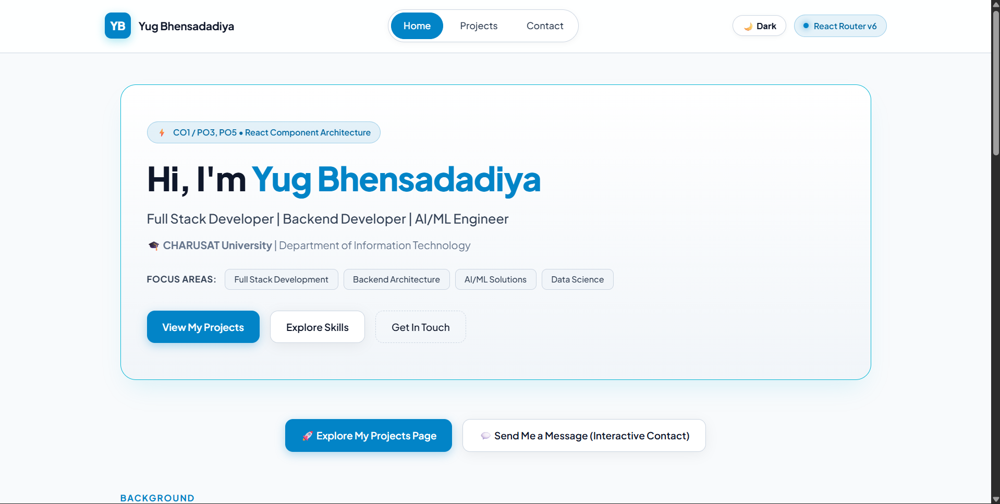 YB Yug Bhensadadiya Home Projects Contact 🌙 Dark React Router v6
⚡ CO1 / PO3, PO5 • React Component Architecture
Hi, I'm Yug Bhensadadiya
Full Stack Developer | Backend Developer | AI/ML Engineer
🎓 CHARUSAT University | Department of Information Technology
FOCUS AREAS: Full Stack Development Backend Architecture AI/ML Solutions Data Science
View My Projects Explore Skills Get In Touch
🚀 Explore My Projects Page 💬 Send Me a Message (Interactive Contact)
BACKGROUND